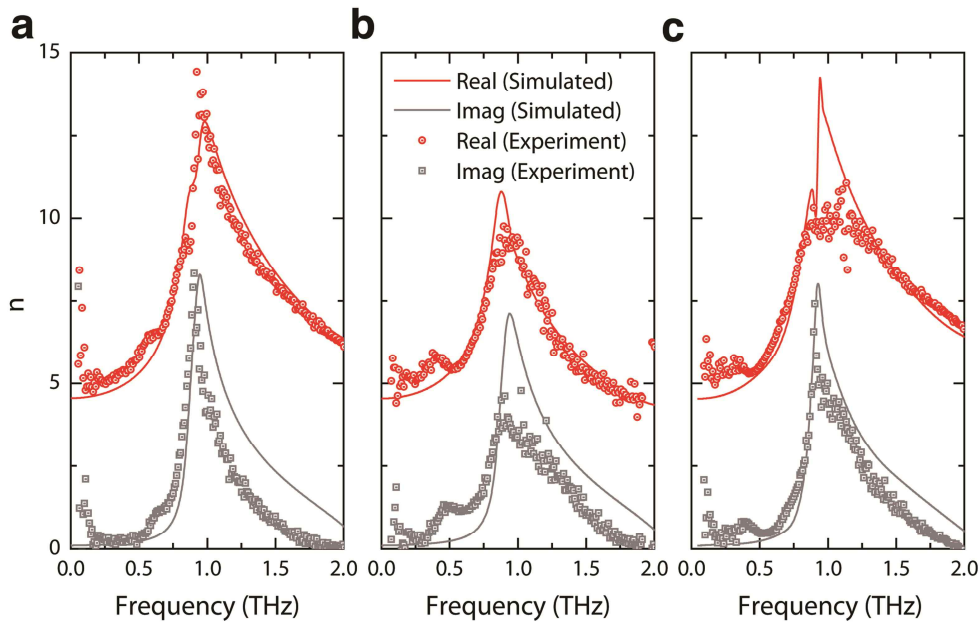 a
b
c
15
10
5
0
n
Real (Simulated)
Imag (Simulated)
Real (Experiment)
Imag (Experiment)
0.0 0.5 1.0 1.5 2.0
0.0 0.5 1.0 1.5 2.0
0.0 0.5 1.0 1.5 2.0
Frequency (THz)
Frequency (THz)
Frequency (THz)